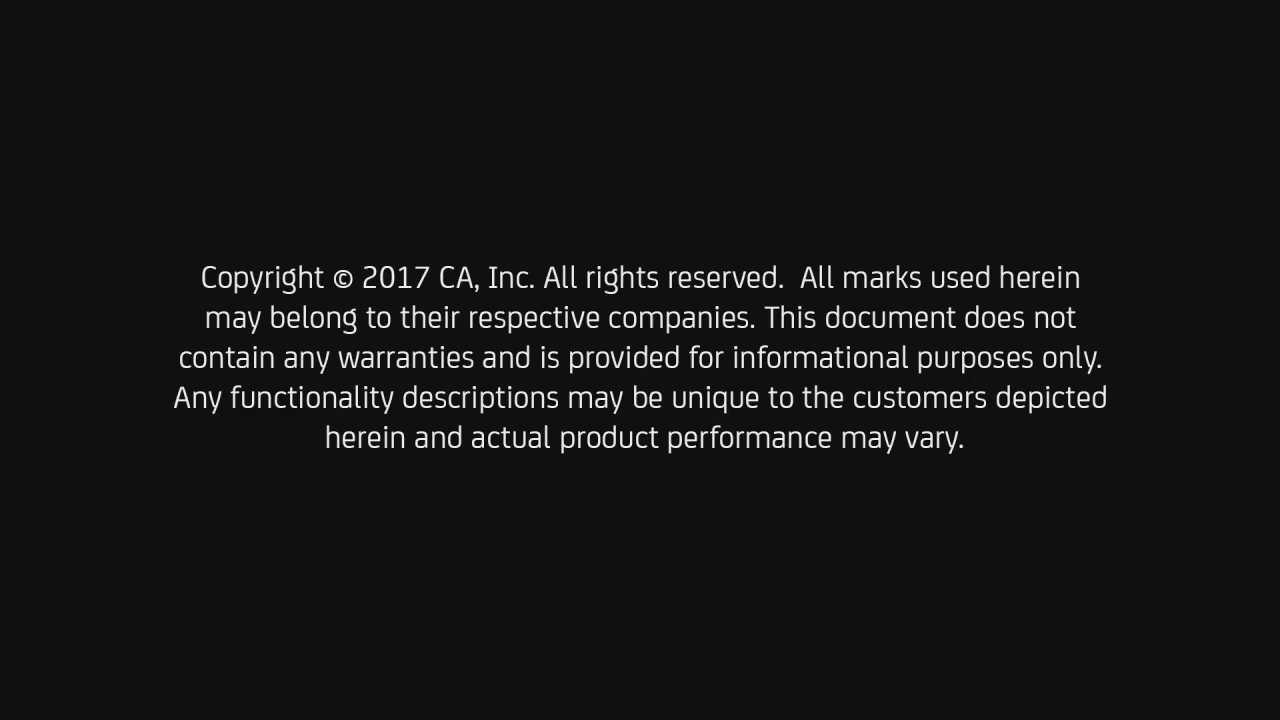 Copyright © 2017 CA, Inc. All rights reserved.  All marks used herein
may belong to their respective companies. This document does not
contain any warranties and is provided for informational purposes only.
Any functionality descriptions may be unique to the customers depicted
herein and actual product performance may vary.